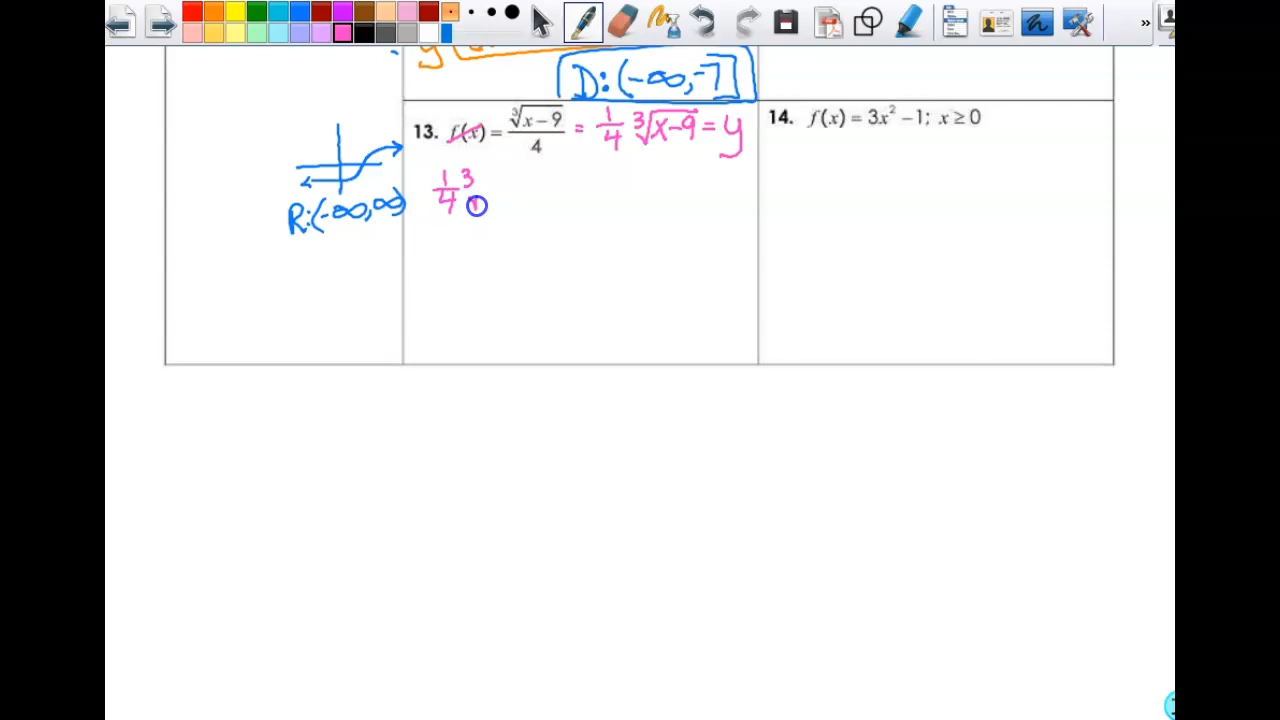 D: (-∞, -7]
13. f(x) = ∛(x – 9) / 4 = 1/4 ∛(x-9) = y
14. f(x) = 3x² – 1; x ≥ 0
1/4 3
R: (-∞, ∞)
»